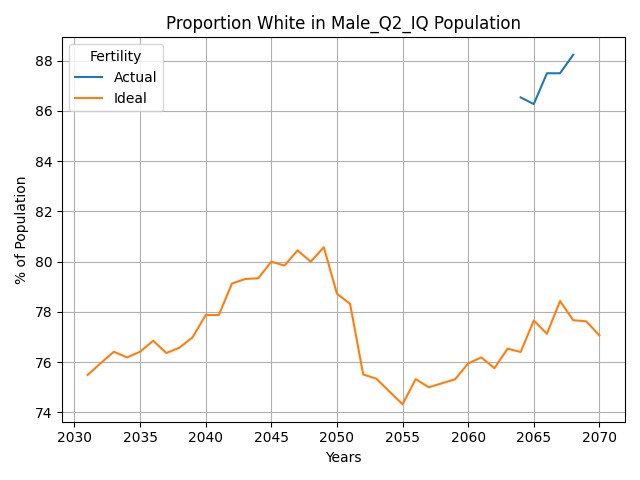 Proportion White in Male_Q2_IQ Population
Fertility
Actual
Ideal
88
86
84
82
80
78
76
74
% of Population
2030 2035 2040 2045 2050 2055 2060 2065 2070
Years